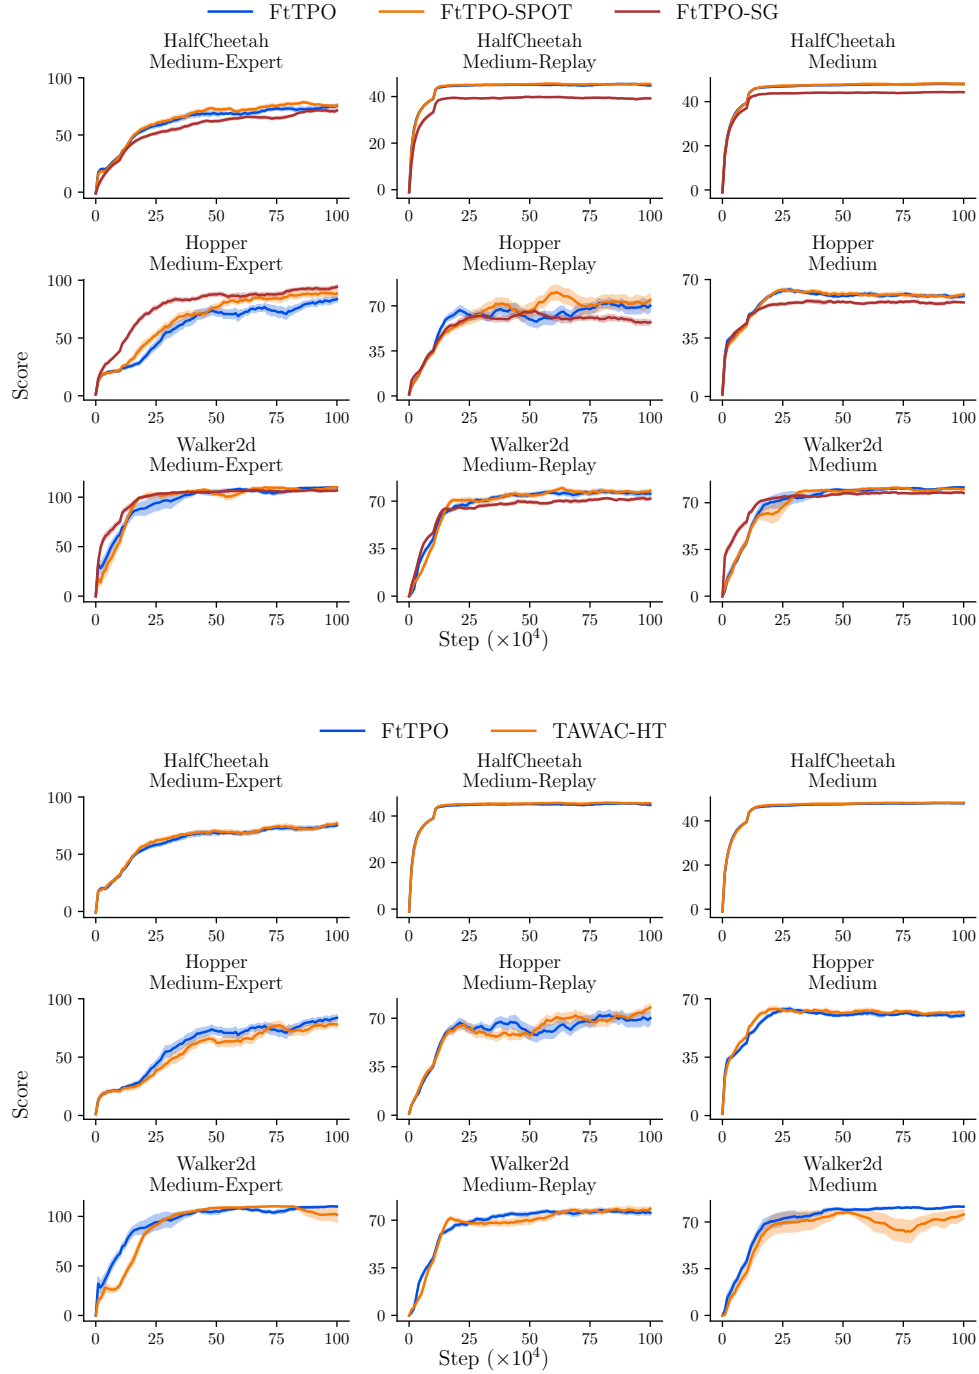 FtTPO FtTPO-SPOT FtTPO-SG
HalfCheetah
Medium-Expert
HalfCheetah
Medium-Replay
HalfCheetah
Medium
100
50
0
0 25 50 75 100
40
20
0
0 25 50 75 100
40
20
0
0 25 50 75 100
Hopper
Medium-Expert
Hopper
Medium-Replay
Hopper
Medium
100
50
0
0 25 50 75 100
70
35
0
0 25 50 75 100
70
35
0
0 25 50 75 100
Score
Walker2d
Medium-Expert
Walker2d
Medium-Replay
Walker2d
Medium
100
50
0
0 25 50 75 100
70
35
0
0 25 50 75 100
70
35
0
0 25 50 75 100
Step (×10⁴)
FtTPO TAWAC-HT
HalfCheetah
Medium-Expert
HalfCheetah
Medium-Replay
HalfCheetah
Medium
100
50
0
0 25 50 75 100
40
20
0
0 25 50 75 100
40
20
0
0 25 50 75 100
Hopper
Medium-Expert
Hopper
Medium-Replay
Hopper
Medium
100
50
0
0 25 50 75 100
70
35
0
0 25 50 75 100
70
35
0
0 25 50 75 100
Score
Walker2d
Medium-Expert
Walker2d
Medium-Replay
Walker2d
Medium
100
50
0
0 25 50 75 100
70
35
0
0 25 50 75 100
70
35
0
0 25 50 75 100
Step (×10⁴)